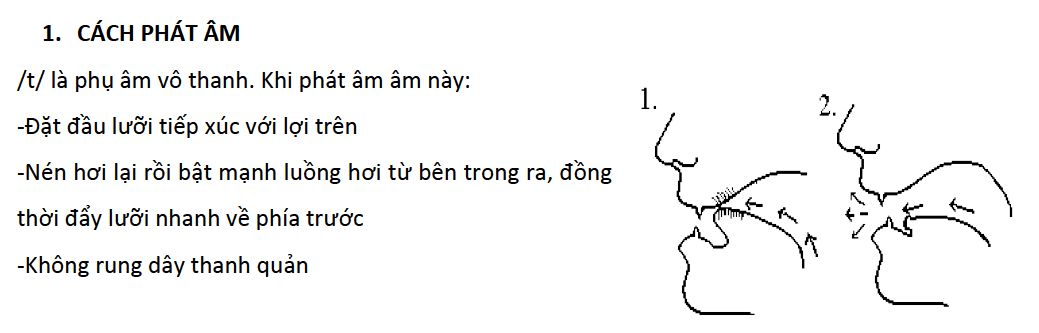 1. CÁCH PHÁT ÂM
/t/ là phụ âm vô thanh. Khi phát âm âm này:
-Đặt đầu lưỡi tiếp xúc với lợi trên
-Nén hơi lại rồi bật mạnh luồng hơi từ bên trong ra, đồng
thời đẩy lưỡi nhanh về phía trước
-Không rung dây thanh quản
1.
2.